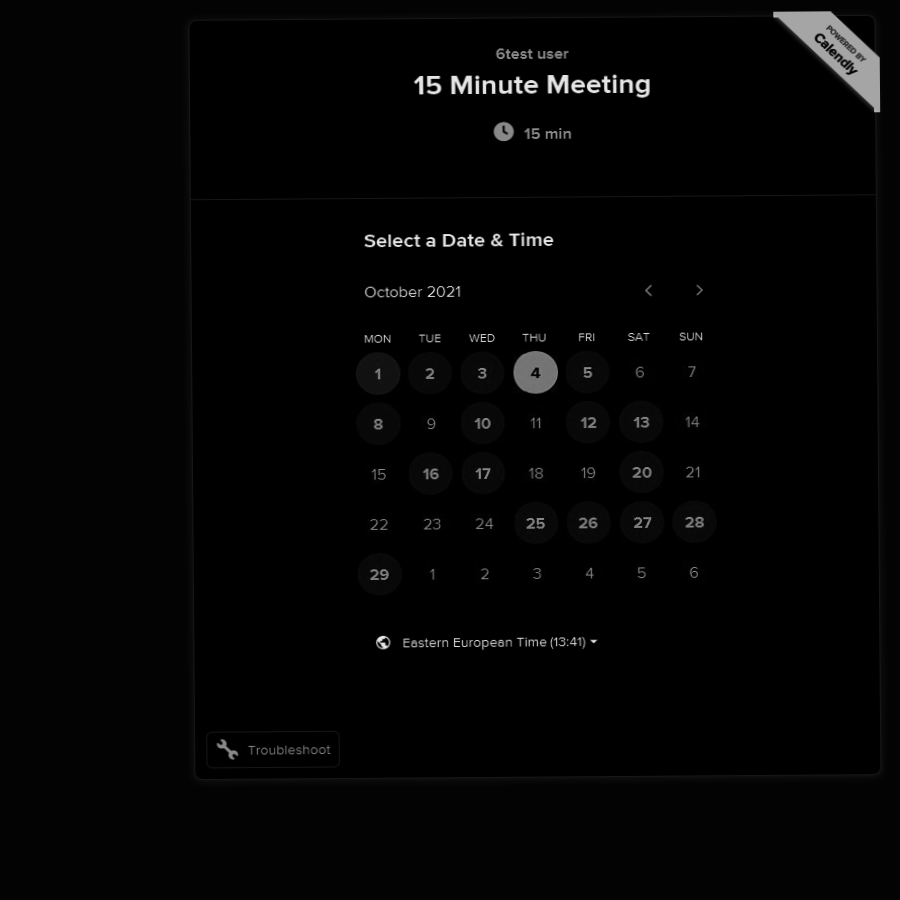 POWERED BY
Calendly
6test user
15 Minute Meeting
15 min
Select a Date & Time
October 2021
MON TUE WED THU FRI SAT SUN
1 2 3 4 5 6 7
8 9 10 11 12 13 14
15 16 17 18 19 20 21
22 23 24 25 26 27 28
29 1 2 3 4 5 6
Eastern European Time (13:41)
Troubleshoot